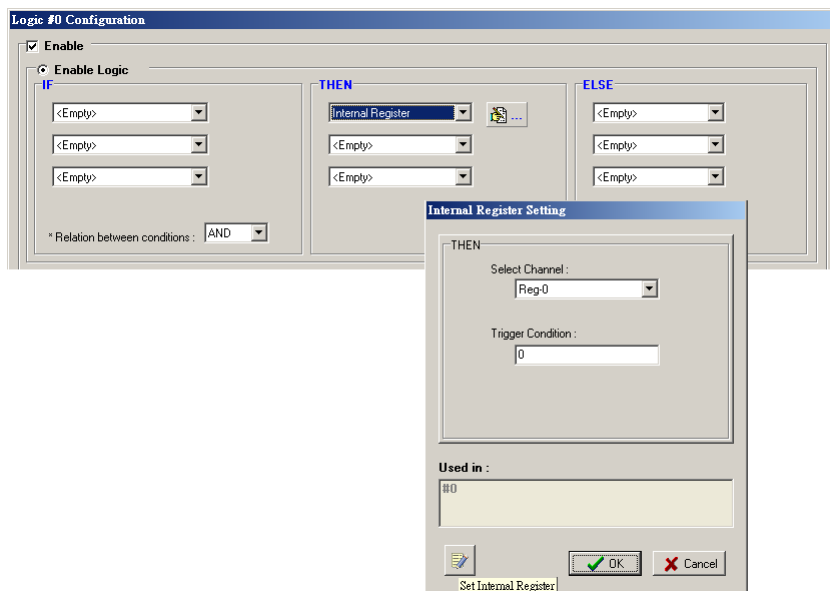 Logic #0 Configuration
Enable
Enable Logic
IF
THEN
ELSE
<Empty>
Internal Register
...
<Empty>
<Empty>
<Empty>
<Empty>
<Empty>
<Empty>
<Empty>
* Relation between conditions :
AND
Internal Register Setting
THEN
Select Channel :
Reg-0
Trigger Condition :
0
Used in :
#0
OK
Cancel
Set Internal Register